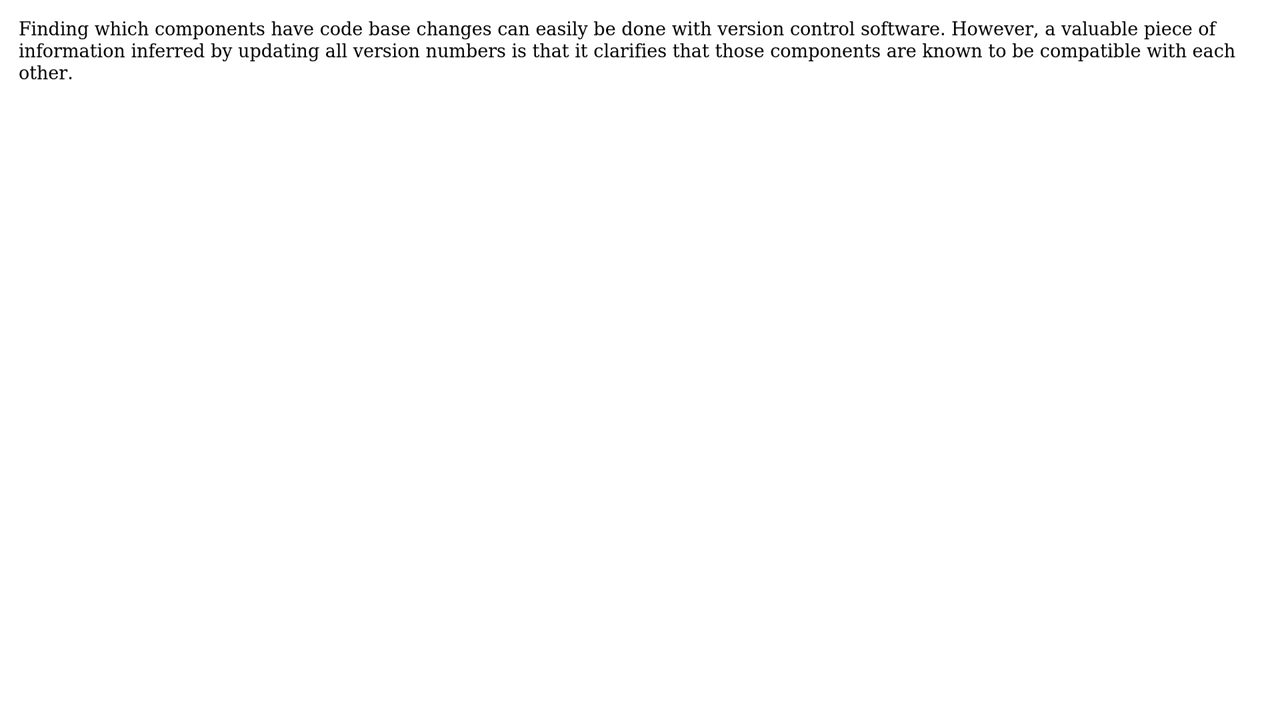 Finding which components have code base changes can easily be done with version control software. However, a valuable piece of
information inferred by updating all version numbers is that it clarifies that those components are known to be compatible with each
other.